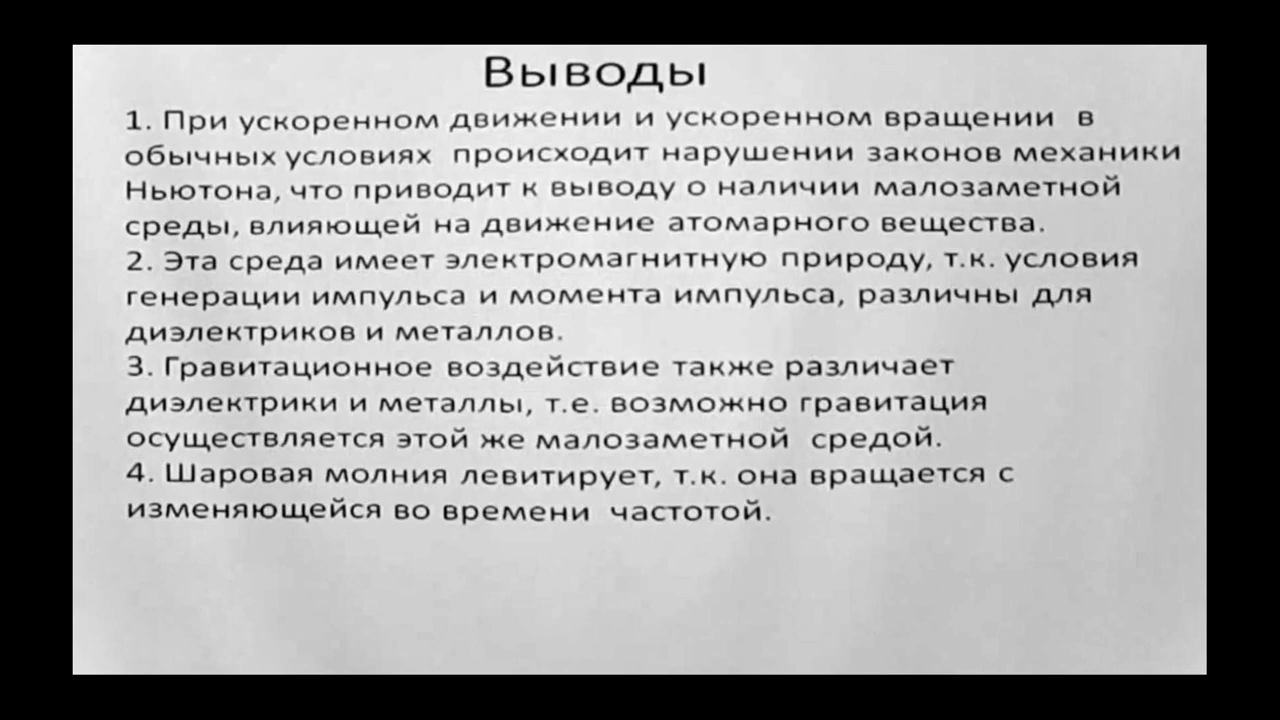 Выводы
1. При ускоренном движении и ускоренном вращении в
обычных условиях происходит нарушении законов механики
Ньютона, что приводит к выводу о наличии малозаметной
среды, влияющей на движение атомарного вещества.
2. Эта среда имеет электромагнитную природу, т.к. условия
генерации импульса и момента импульса, различны для
диэлектриков и металлов.
3. Гравитационное воздействие также различает
диэлектрики и металлы, т.е. возможно гравитация
осуществляется этой же малозаметной средой.
4. Шаровая молния левитирует, т.к. она вращается с
изменяющейся во времени частотой.